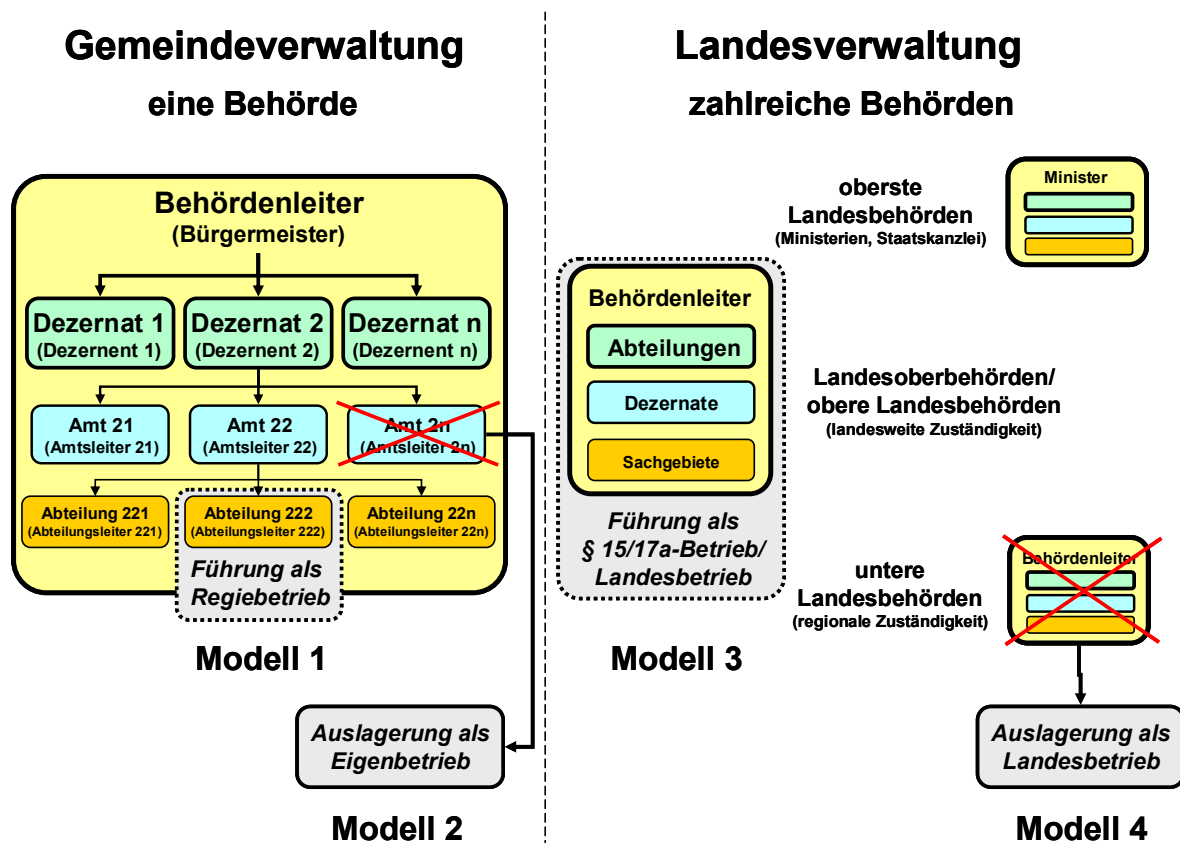 Gemeindeverwaltung
eine Behörde
Behördenleiter
(Bürgermeister)
Dezernat 1
(Dezernent 1)
Dezernat 2
(Dezernent 2)
Dezernat n
(Dezernent n)
Amt 21
(Amtsleiter 21)
Amt 22
(Amtsleiter 22)
Amt 2n
(Amtsleiter 2n)
Abteilung 221
(Abteilungsleiter 221)
Abteilung 222
(Abteilungsleiter 222)
Abteilung 22n
(Abteilungsleiter 22n)
Führung als
Regiebetrieb
Modell 1
Auslagerung als
Eigenbetrieb
Modell 2
Landesverwaltung
zahlreiche Behörden
oberste
Landesbehörden
(Ministerien, Staatskanzlei)
Minister
Behördenleiter
Abteilungen
Dezernate
Sachgebiete
Führung als
§ 15/17a-Betrieb/
Landesbetrieb
Modell 3
Landesoberbehörden/
obere Landesbehörden
(landesweite Zuständigkeit)
untere
Landesbehörden
(regionale Zuständigkeit)
Behördenleiter
Auslagerung als
Landesbetrieb
Modell 4